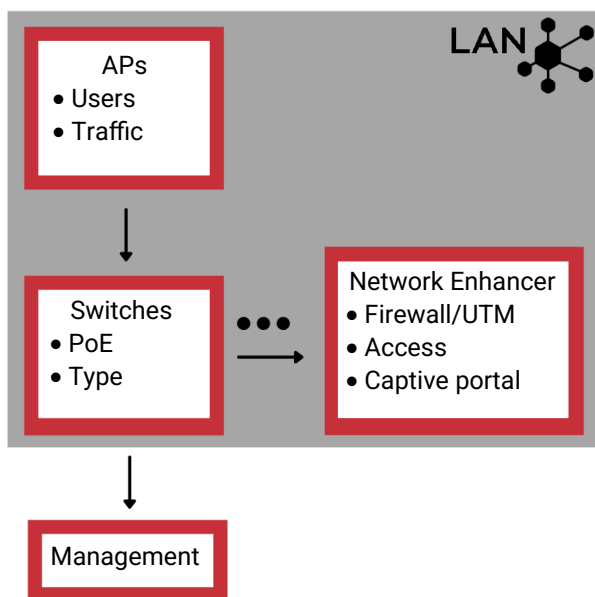 LAN
APs
• Users
• Traffic
Switches
• PoE
• Type
Network Enhancer
• Firewall/UTM
• Access
• Captive portal
Management